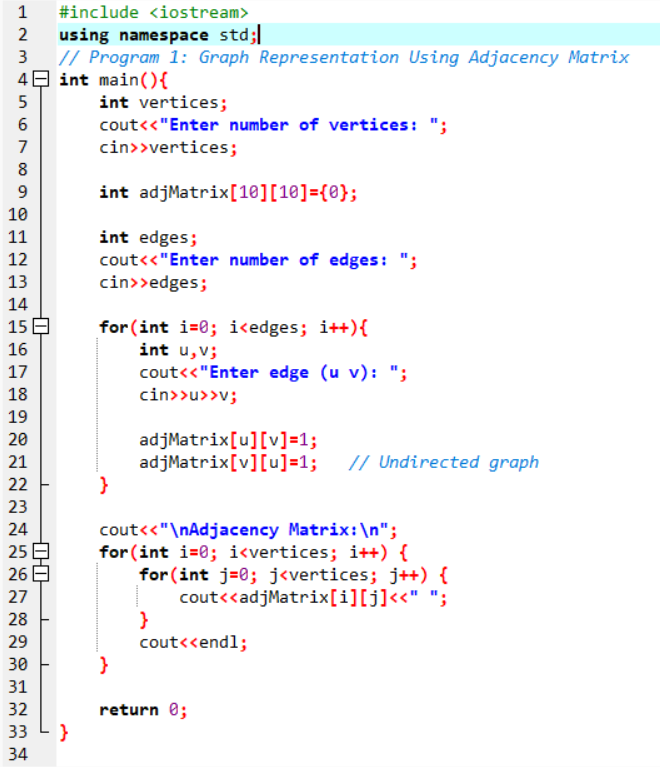 1 #include <iostream>
2 using namespace std;
3 // Program 1: Graph Representation Using Adjacency Matrix
4 int main(){
5     int vertices;
6     cout<<"Enter number of vertices: ";
7     cin>>vertices;
8
9     int adjMatrix[10][10]={0};
10
11     int edges;
12     cout<<"Enter number of edges: ";
13     cin>>edges;
14
15     for(int i=0; i<edges; i++){
16         int u,v;
17         cout<<"Enter edge (u v): ";
18         cin>>u>>v;
19
20         adjMatrix[u][v]=1;
21         adjMatrix[v][u]=1;   // Undirected graph
22     }
23
24     cout<<"\nAdjacency Matrix:\n";
25     for(int i=0; i<vertices; i++) {
26         for(int j=0; j<vertices; j++) {
27             cout<<adjMatrix[i][j]<<" ";
28         }
29         cout<<endl;
30     }
31
32     return 0;
33 }
34